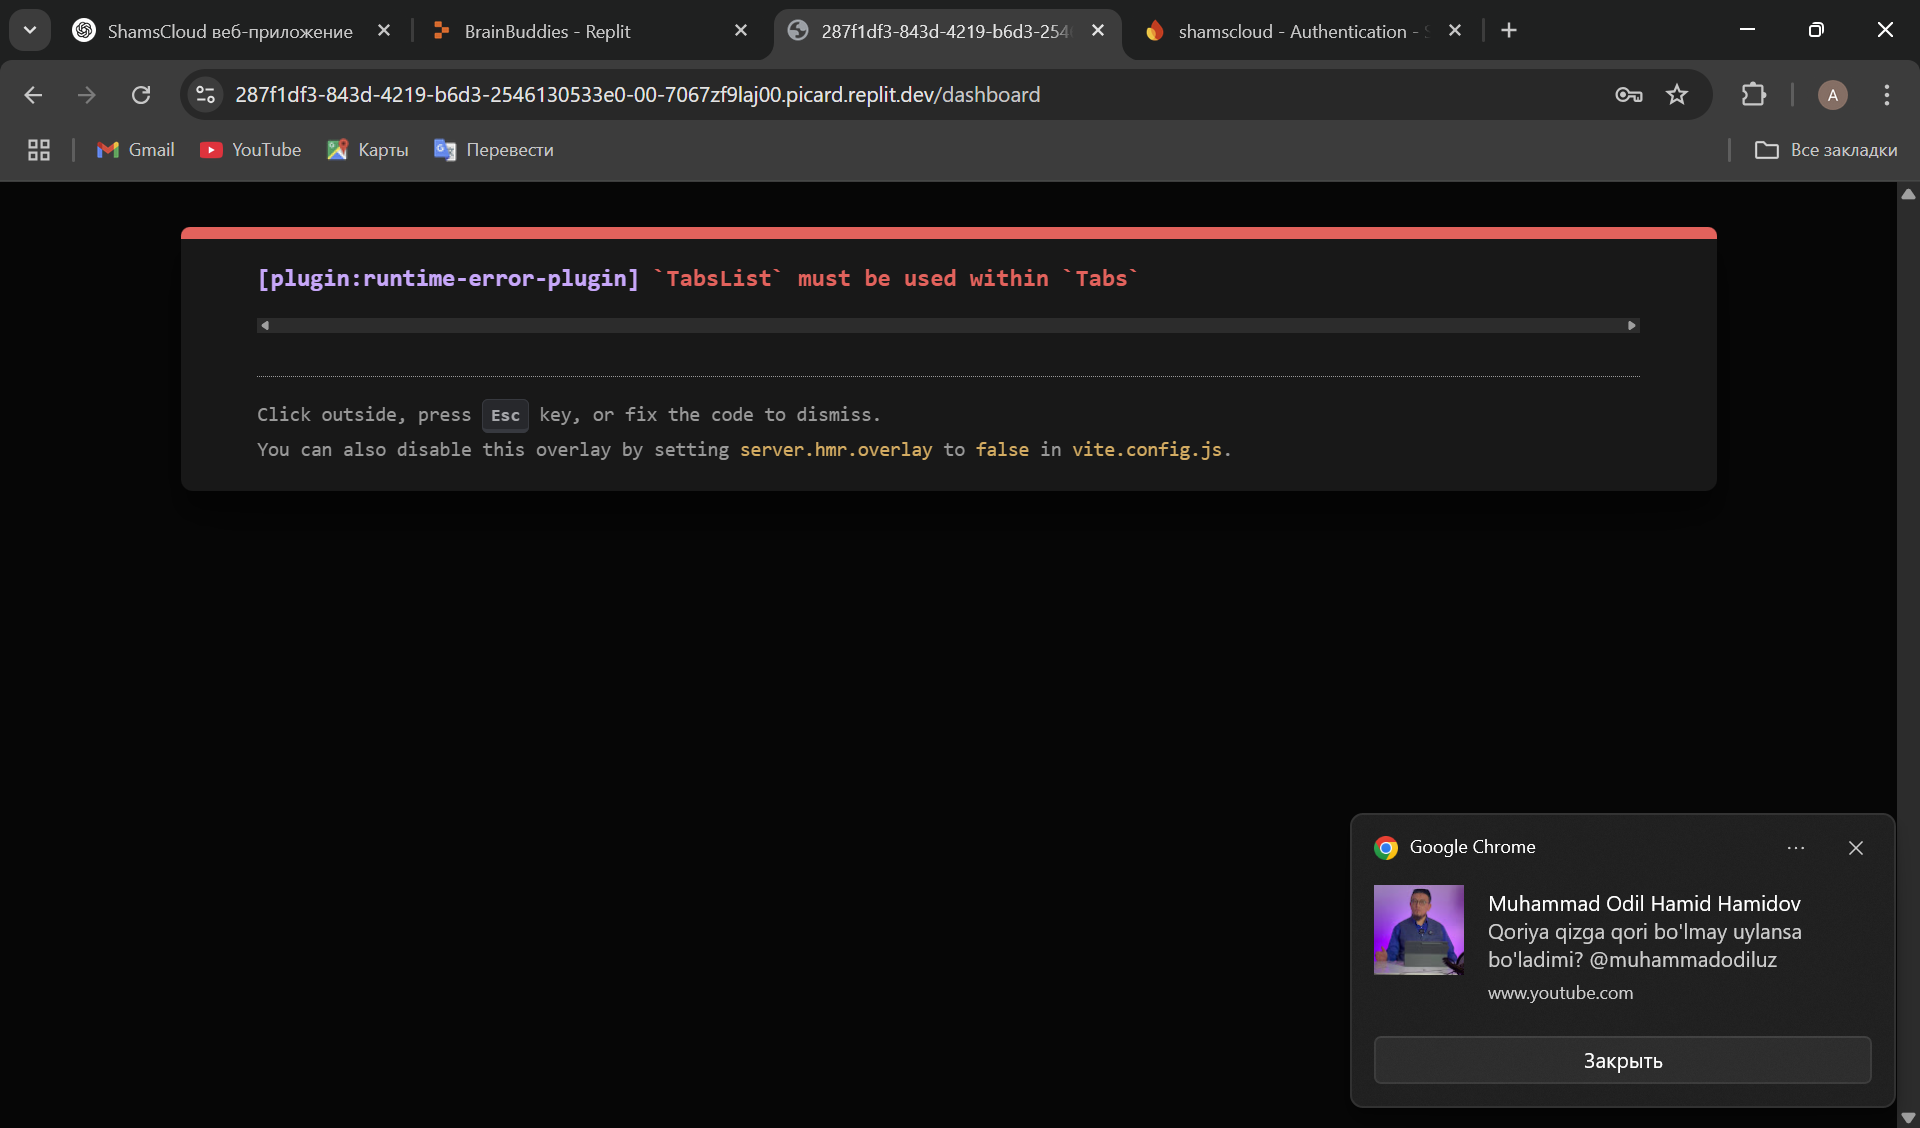 ShamsCloud веб-приложение
BrainBuddies - Replit
287f1df3-843d-4219-b6d3-254
shamscloud - Authentication -
287f1df3-843d-4219-b6d3-2546130533e0-00-7067zf9laj00.picard.replit.dev/dashboard
A
Gmail
YouTube
Карты
Перевести
Все закладки
[plugin:runtime-error-plugin] `TabsList` must be used within `Tabs`
Click outside, press Esc key, or fix the code to dismiss.
You can also disable this overlay by setting server.hmr.overlay to false in vite.config.js.
Google Chrome
Muhammad Odil Hamid Hamidov
Qoriya qizga qori bo'lmay uylansa
bo'ladimi? @muhammadodiluz
www.youtube.com
Закрыть